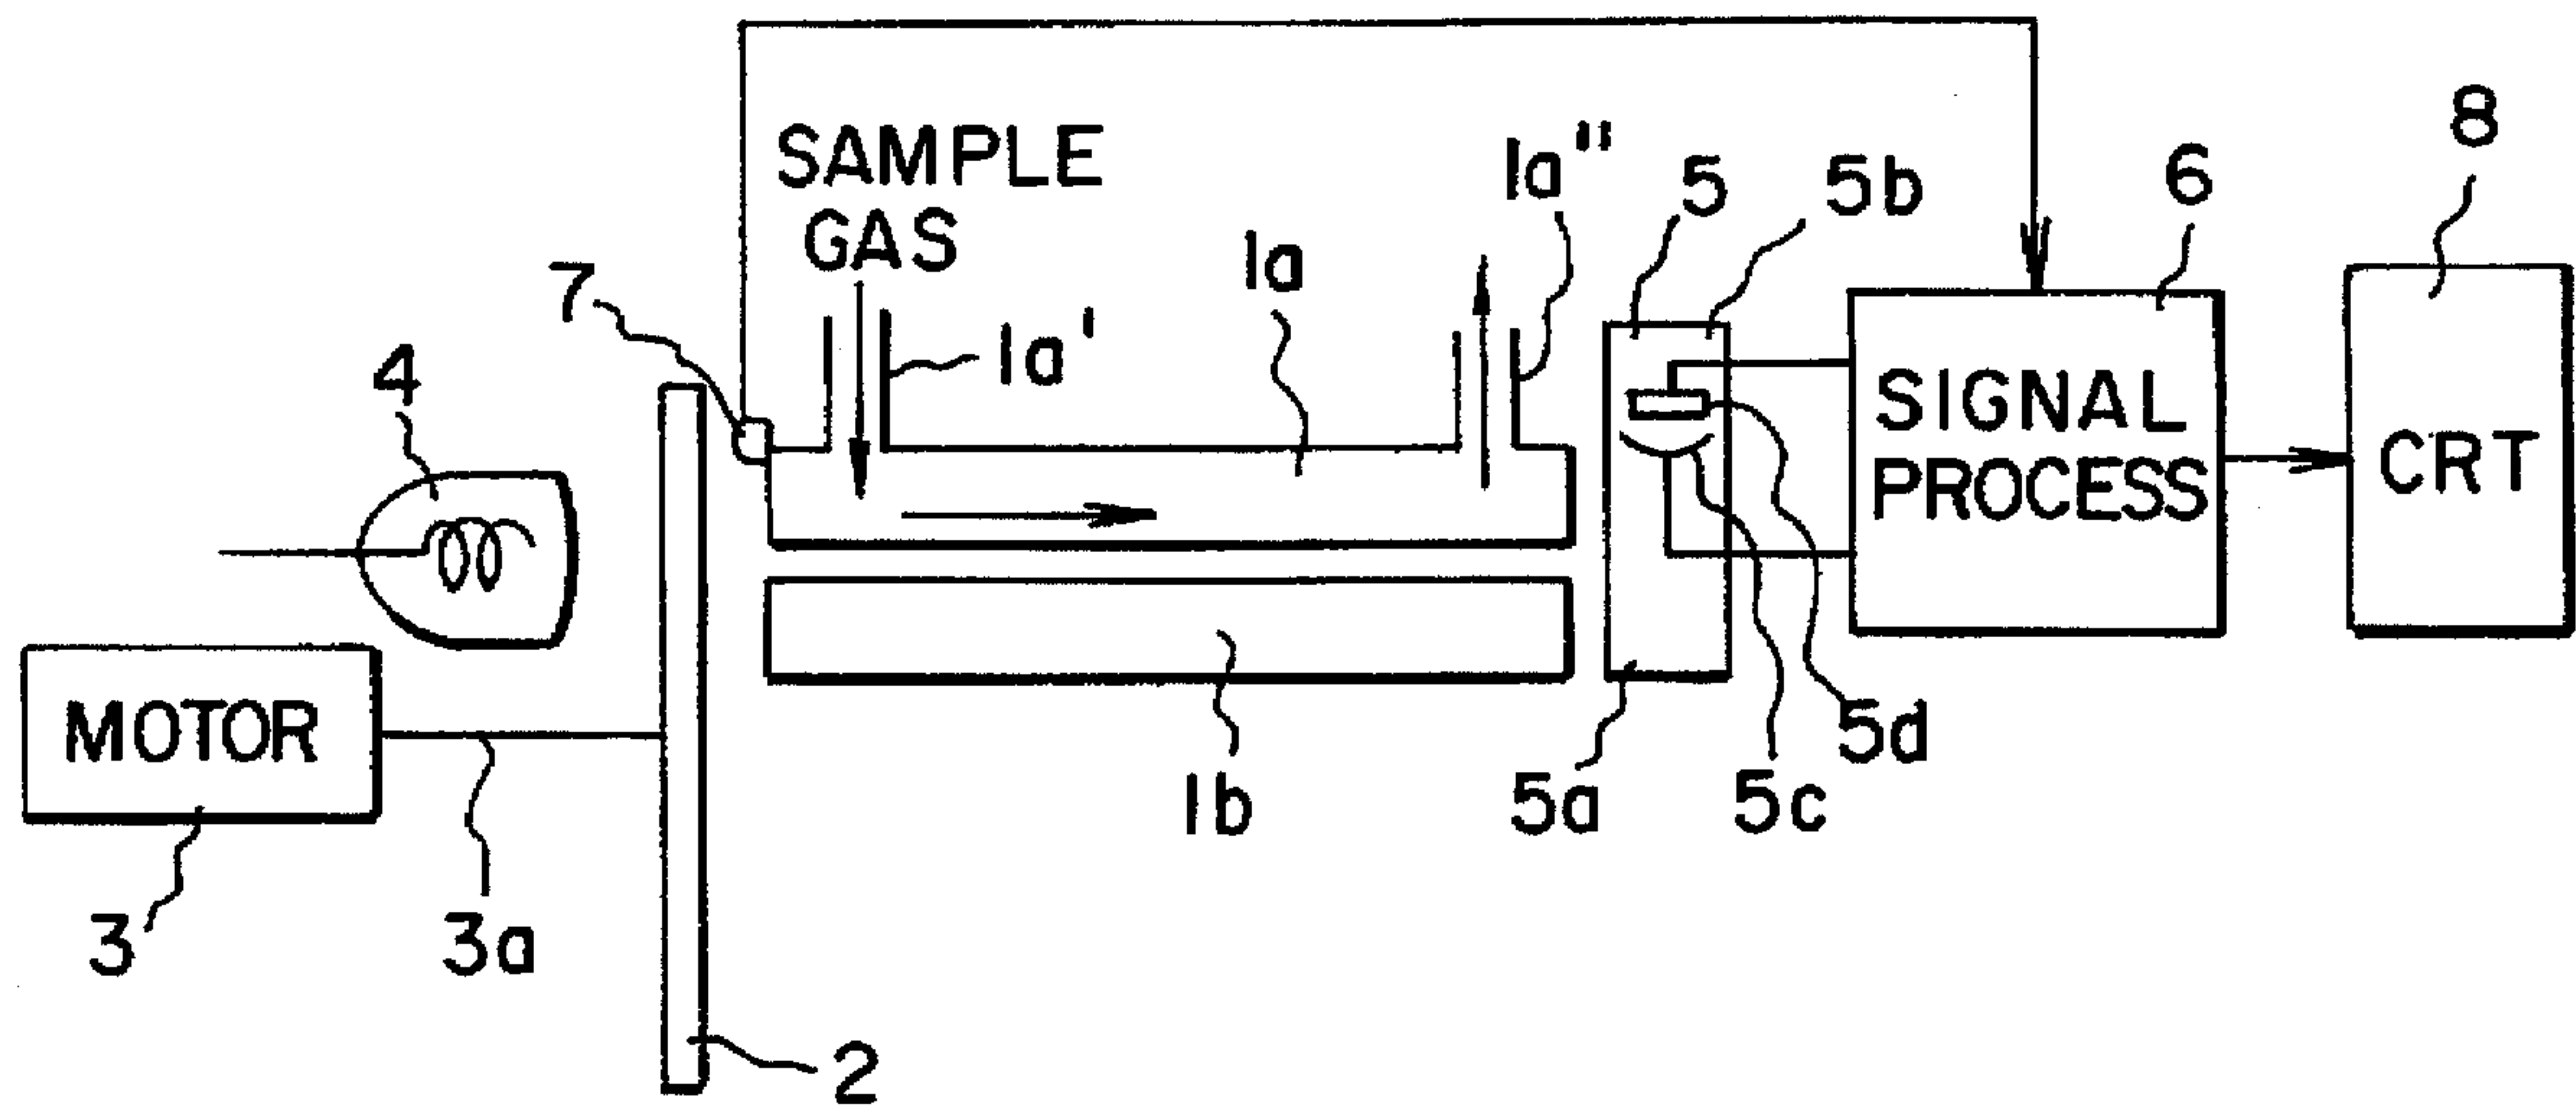 SAMPLE
GAS
1a"
5
5b
6
8
7
1a
1a'
4
SIGNAL
PROCESS
CRT
MOTOR
5d
1b
5a
5c
3
3a
2